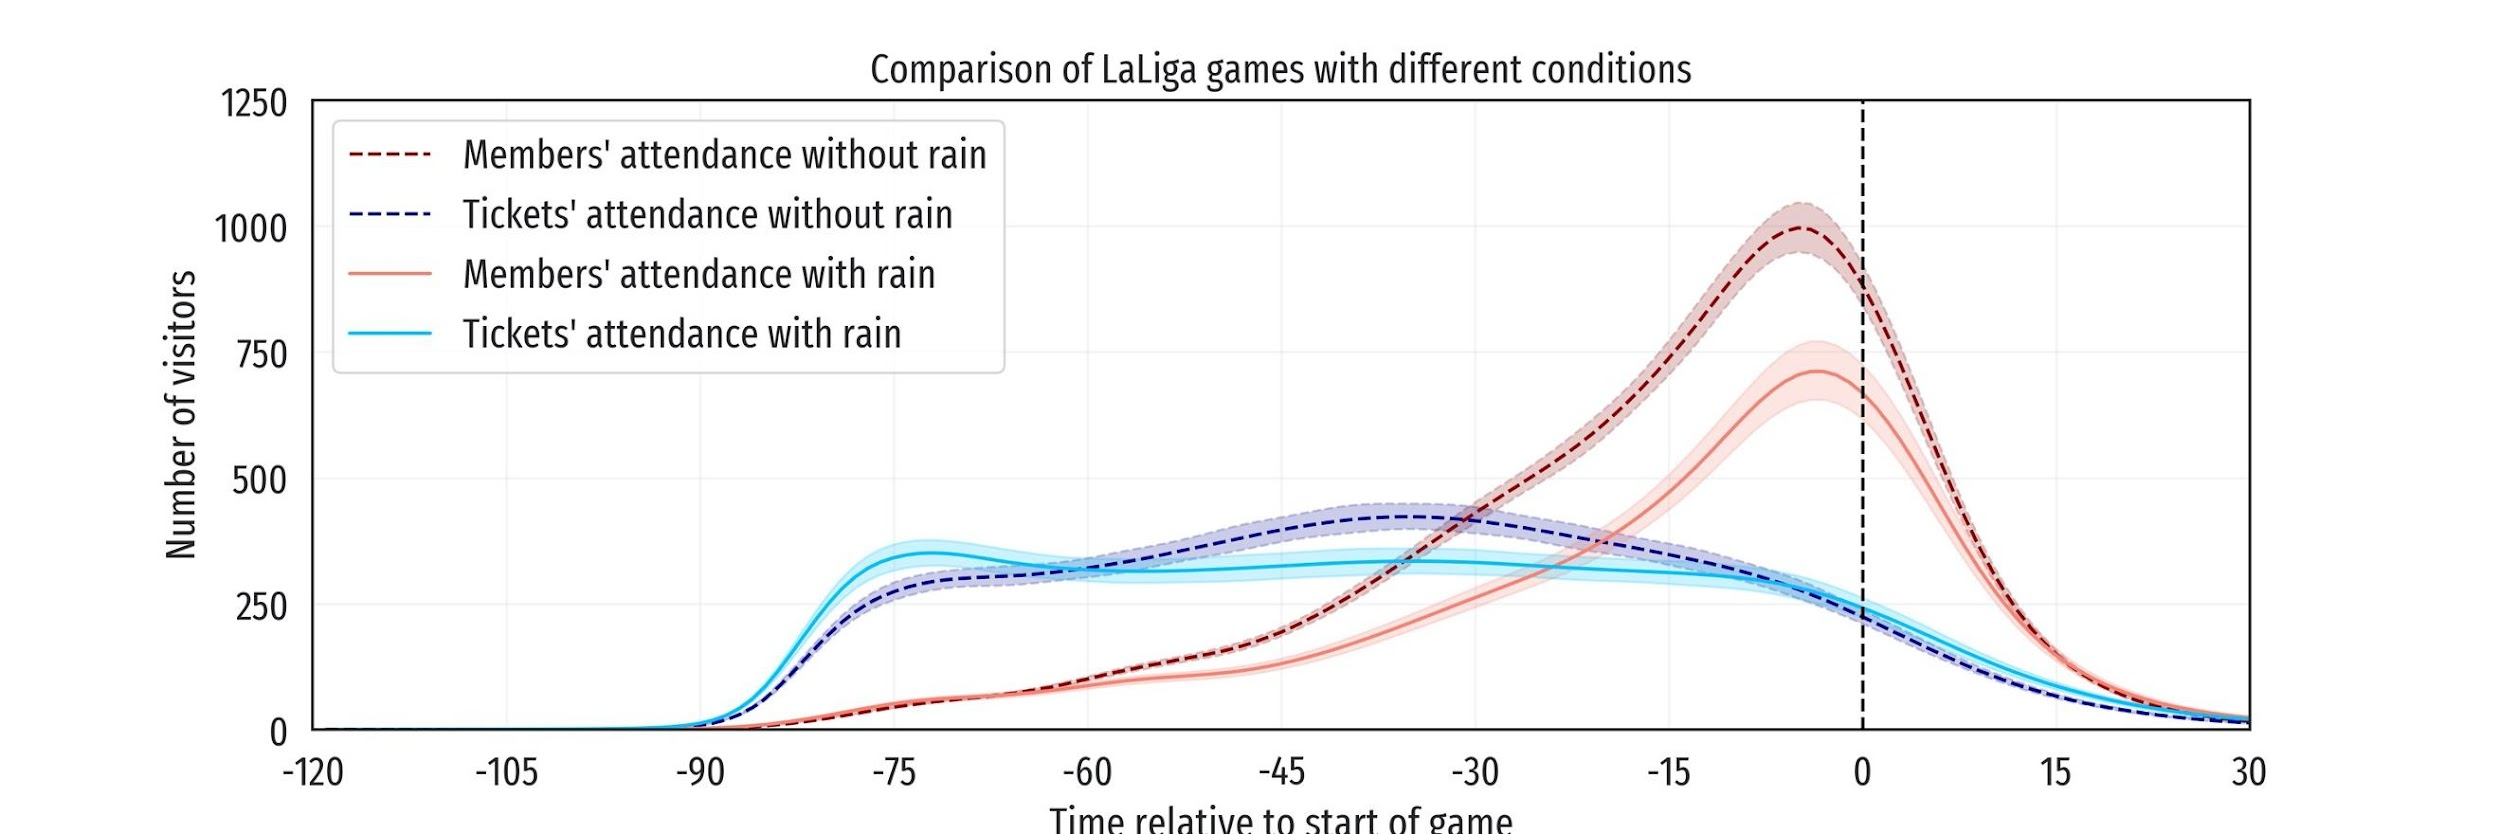 Comparison of LaLiga games with different conditions
1250
1000
750
500
250
0
Number of visitors
Members' attendance without rain
Tickets' attendance without rain
Members' attendance with rain
Tickets' attendance with rain
-120 -105 -90 -75 -60 -45 -30 -15 0 15 30
Time relative to start of game